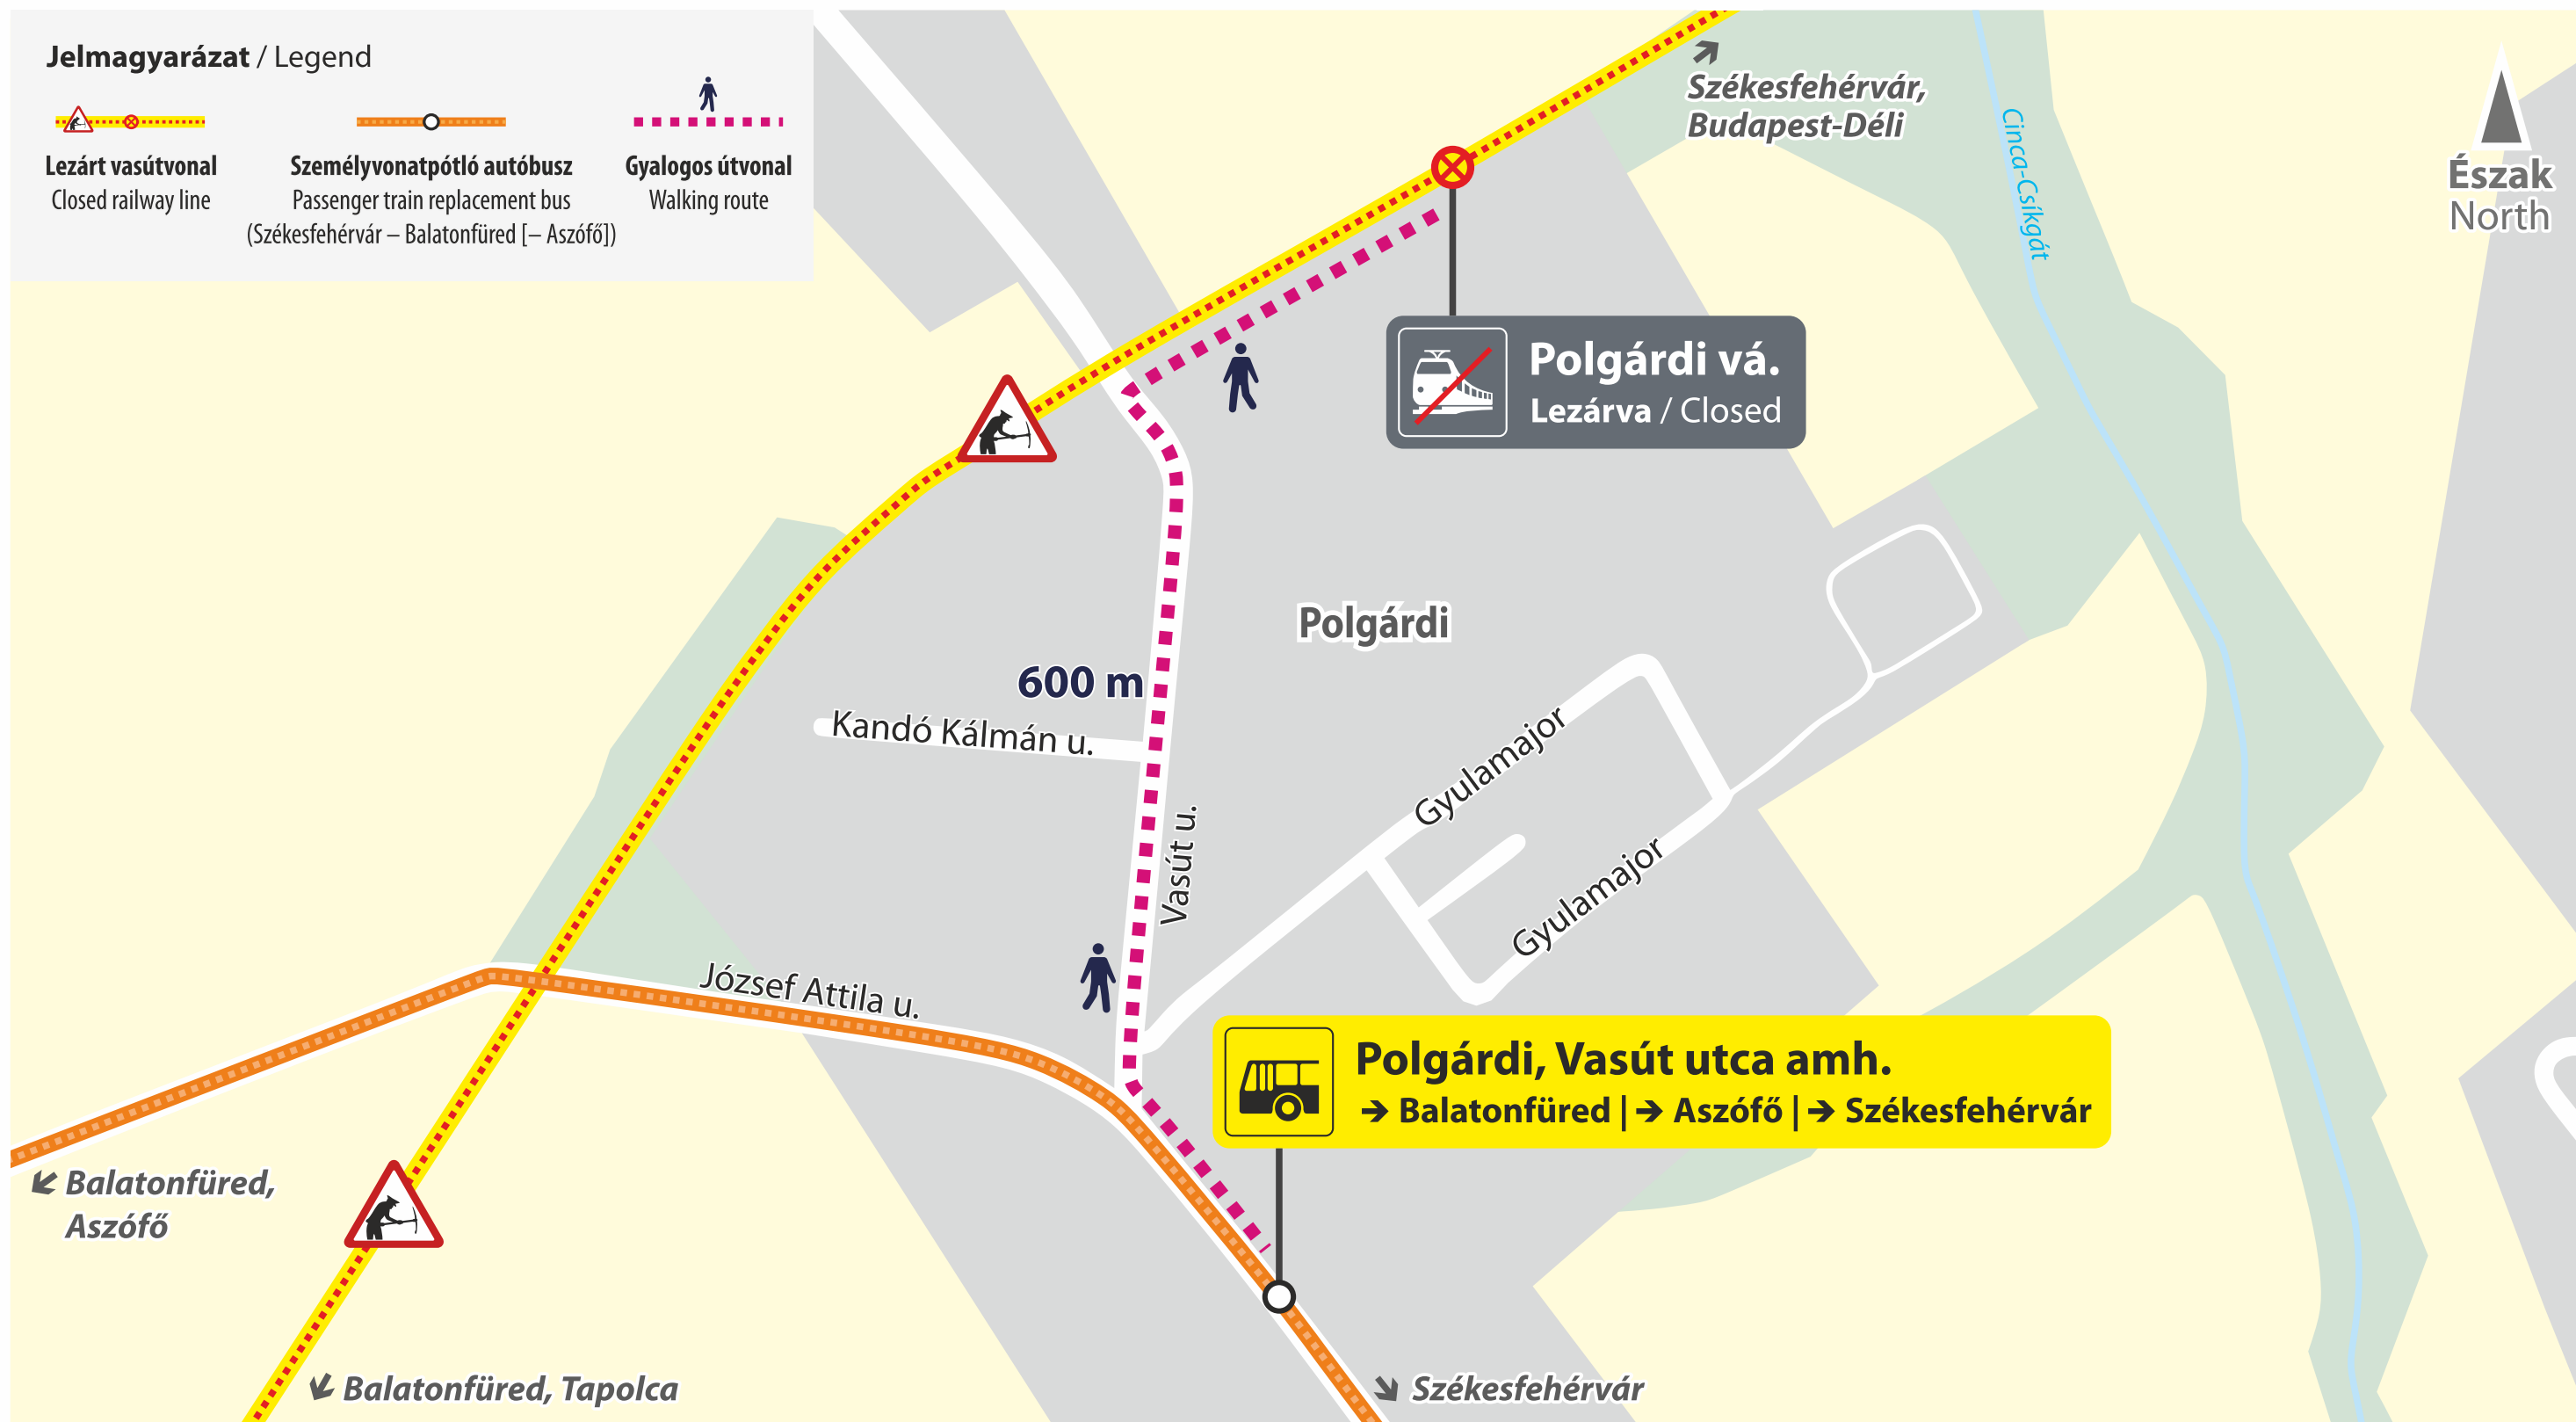 Jelmagyarázat / Legend
Lezárt vasútvonal
Closed railway line
Személyvonatpótló autóbusz
Passenger train replacement bus
(Székesfehérvár – Balatonfüred [– Aszófő])
Gyalogos útvonal
Walking route
Székesfehérvár,
Budapest-Déli
Cinca-Csíkgát
Észak
North
Polgárdi vá.
Lezárva / Closed
Polgárdi
600 m
Kandó Kálmán u.
Vasút u.
Gyulamajor
Gyulamajor
József Attila u.
Polgárdi, Vasút utca amh.
➔ Balatonfüred | ➔ Aszófő | ➔ Székesfehérvár
Balatonfüred,
Aszófő
Balatonfüred, Tapolca
Székesfehérvár